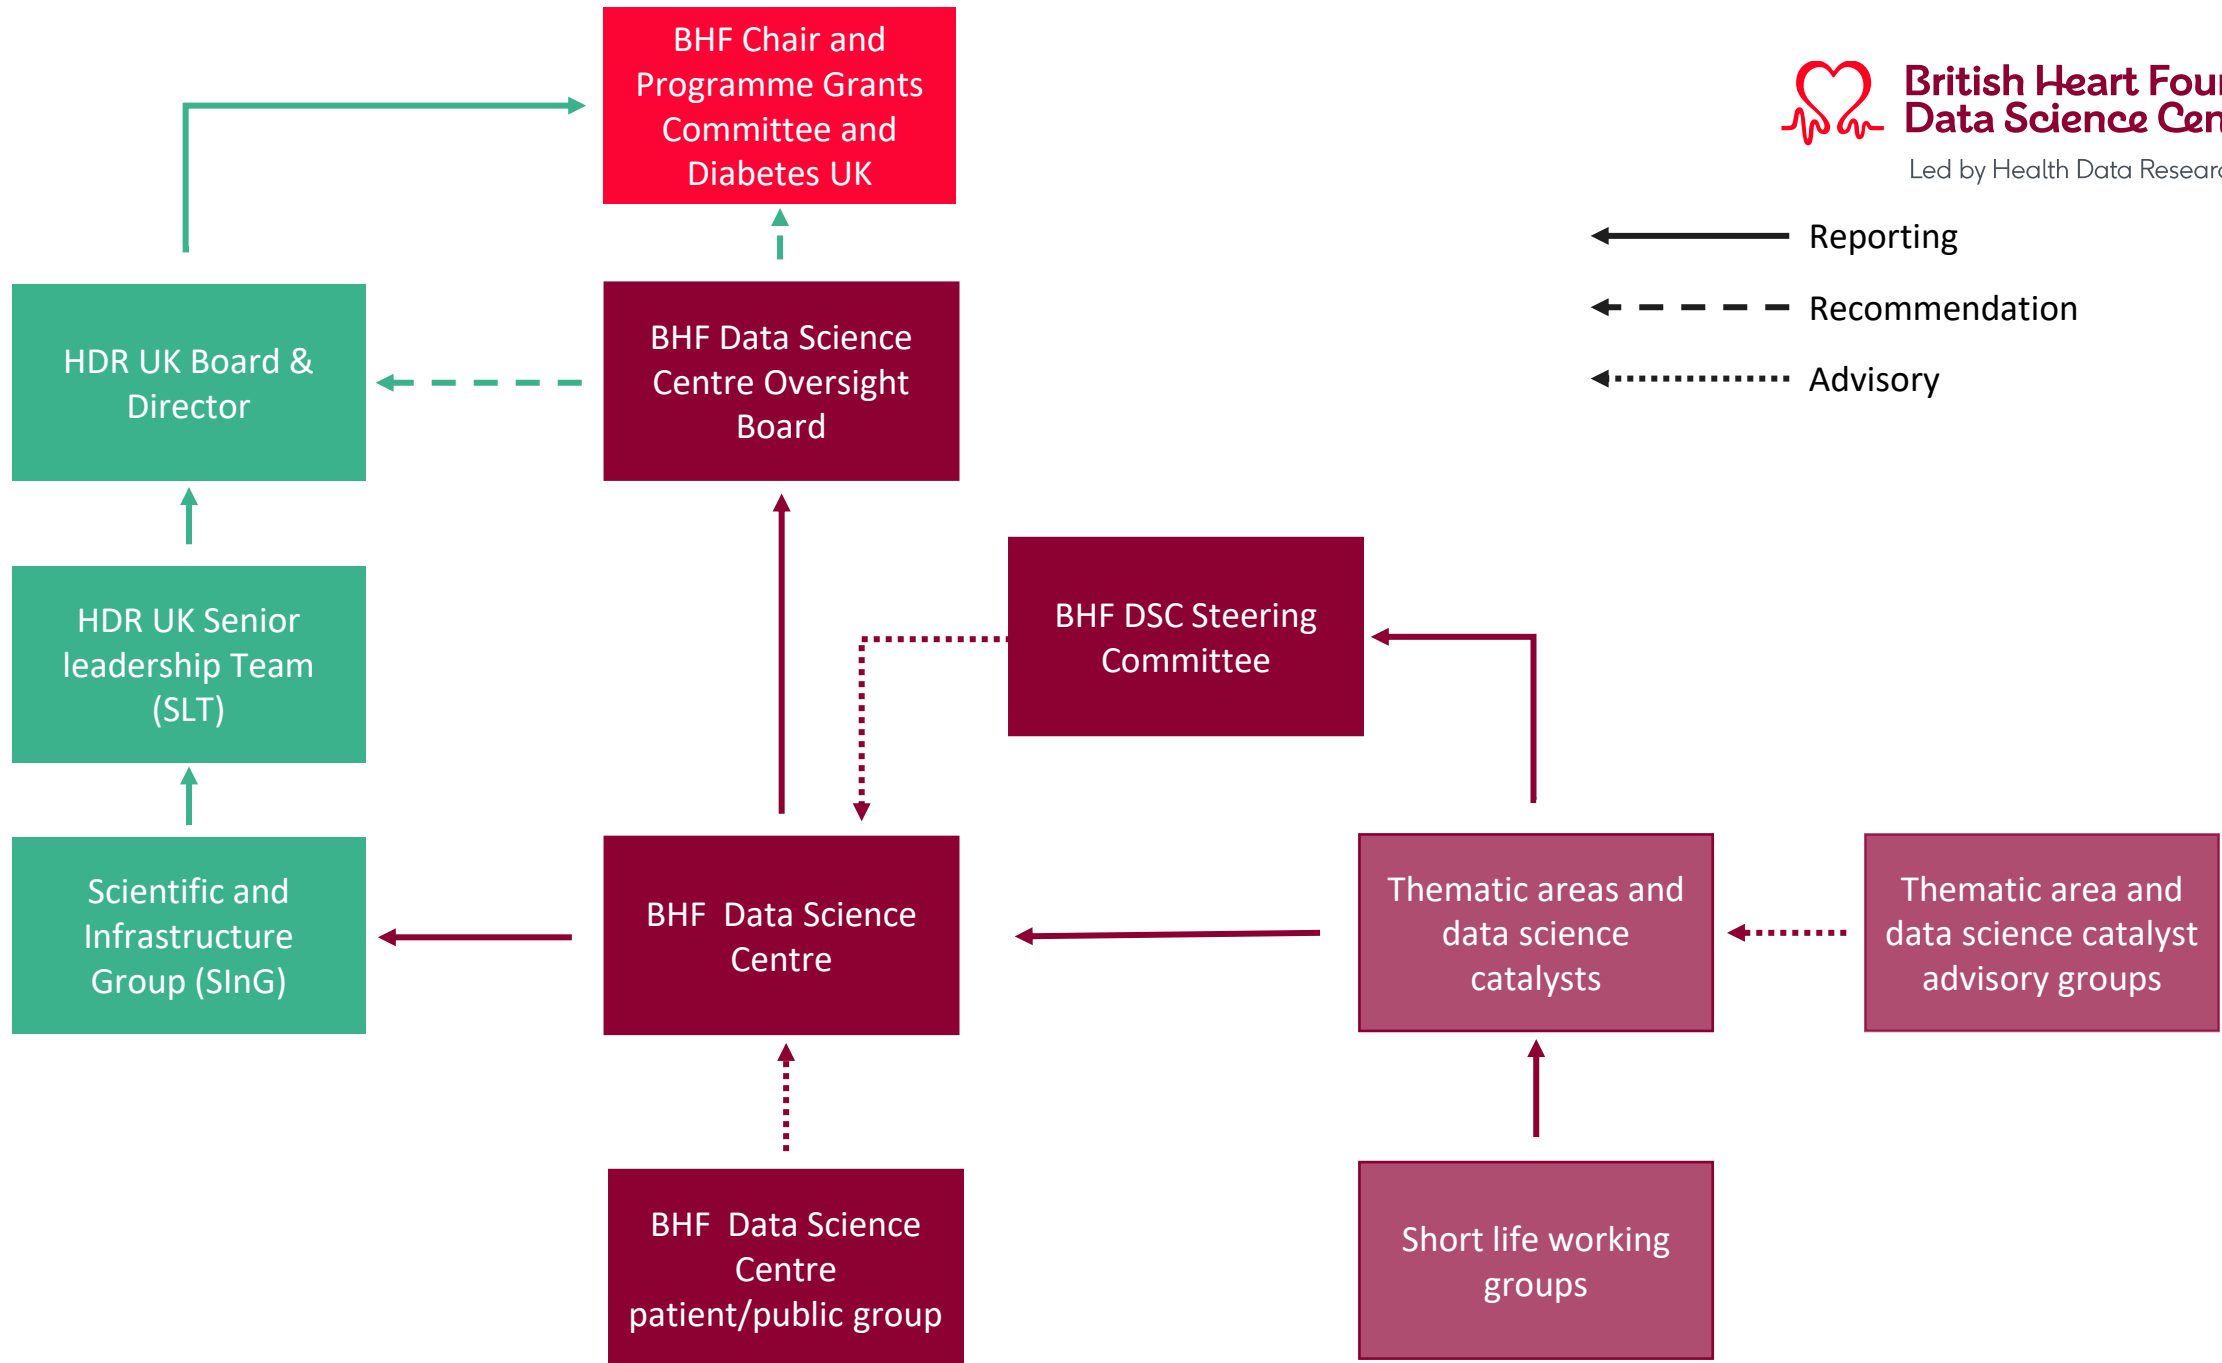 BHF Chair and
Programme Grants
Committee and
Diabetes UK
British Heart
Data Science
Led by Health Data
Reporting
Recommendation
Advisory
HDR UK Board &
Director
BHF Data Science
Centre Oversight
Board
HDR UK Senior
leadership Team
(SLT)
BHF DSC Steering
Committee
Scientific and
Infrastructure
Group (SInG)
BHF Data Science
Centre
Thematic areas and
data science
catalysts
Thematic area and
data science catalyst
advisory groups
BHF Data Science
Centre
patient/public group
Short life working
groups